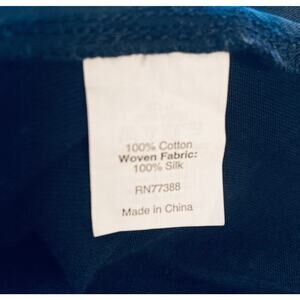 100% Cotton
Woven Fabric:
100% Silk
RN77388
Made in China